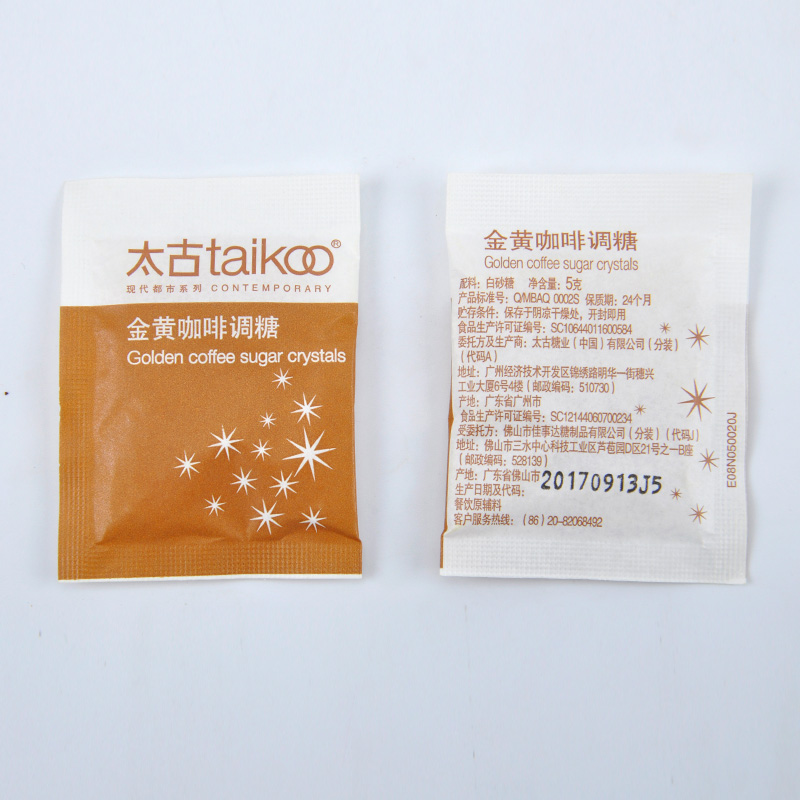 太古taikoo®
现代都市系列 CONTEMPORARY
金黄咖啡调糖
Golden coffee sugar crystals
金黄咖啡调糖
Golden coffee sugar crystals
配料：白砂糖 净含量：5克
产品标准号：Q/MBAQ 0002S 保质期：24个月
贮存条件：保存于阴凉干燥处，开封即用
食品生产许可证编号：SC10644011600584
委托方及生产商：太古糖业（中国）有限公司（分装）
（代码A）
地址：广州经济技术开发区锦绣路明华一街穗兴
工业大厦6号4楼（邮政编码：510730）
产地：广东省广州市
食品生产许可证编号：SC12144060700234
受委托方：佛山市佳事达糖制品有限公司（分装）（代码J）
地址：佛山市三水中心科技工业区芦苞园D区21号之一B座
（邮政编码：528139）
产地：广东省佛山市
生产日期及代码：20170913J5
餐饮原辅料
客户服务热线：（86）20-82068492
E08N050020J